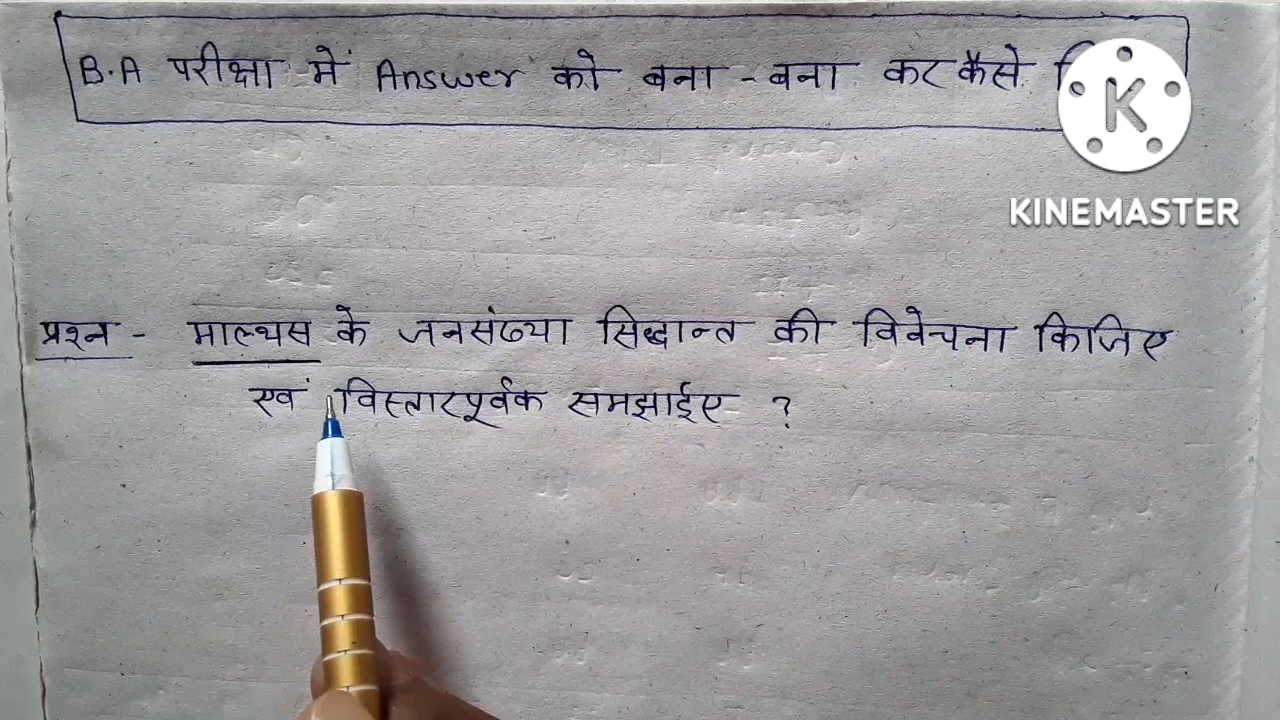 B.A परीक्षा में Answer को बना - बना कर कैसे
K
KINEMASTER
प्रश्न - माल्थस के जनसंख्या सिद्धान्त की विवेचना किजिए
एवं विस्तारपूर्वक समझाईए ?